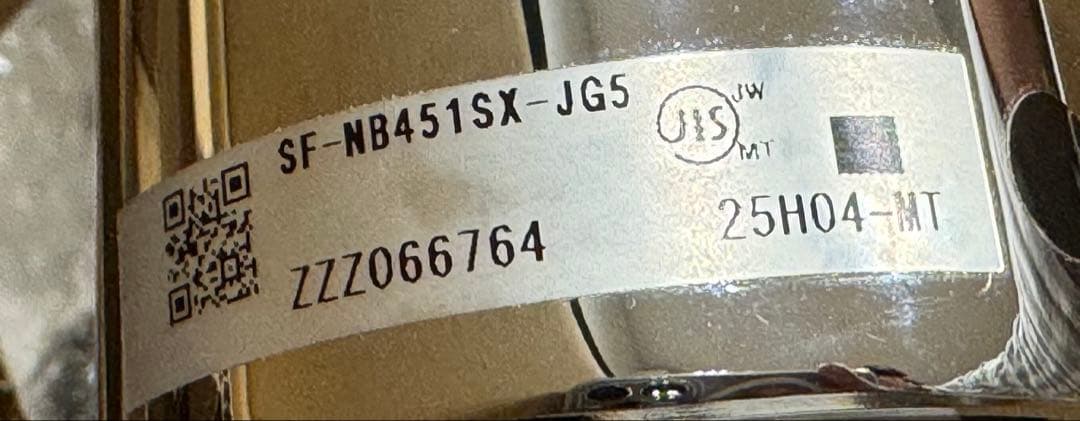 SF-NB451SX-JG5
JIS
JW
MT
ZZZ066764
25H04-MT